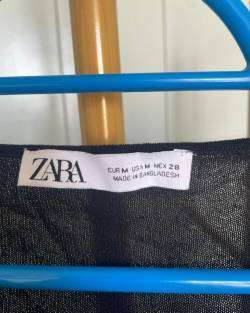 ZARA
EUR M USA M MEX 28
MADE IN BANGLADESH